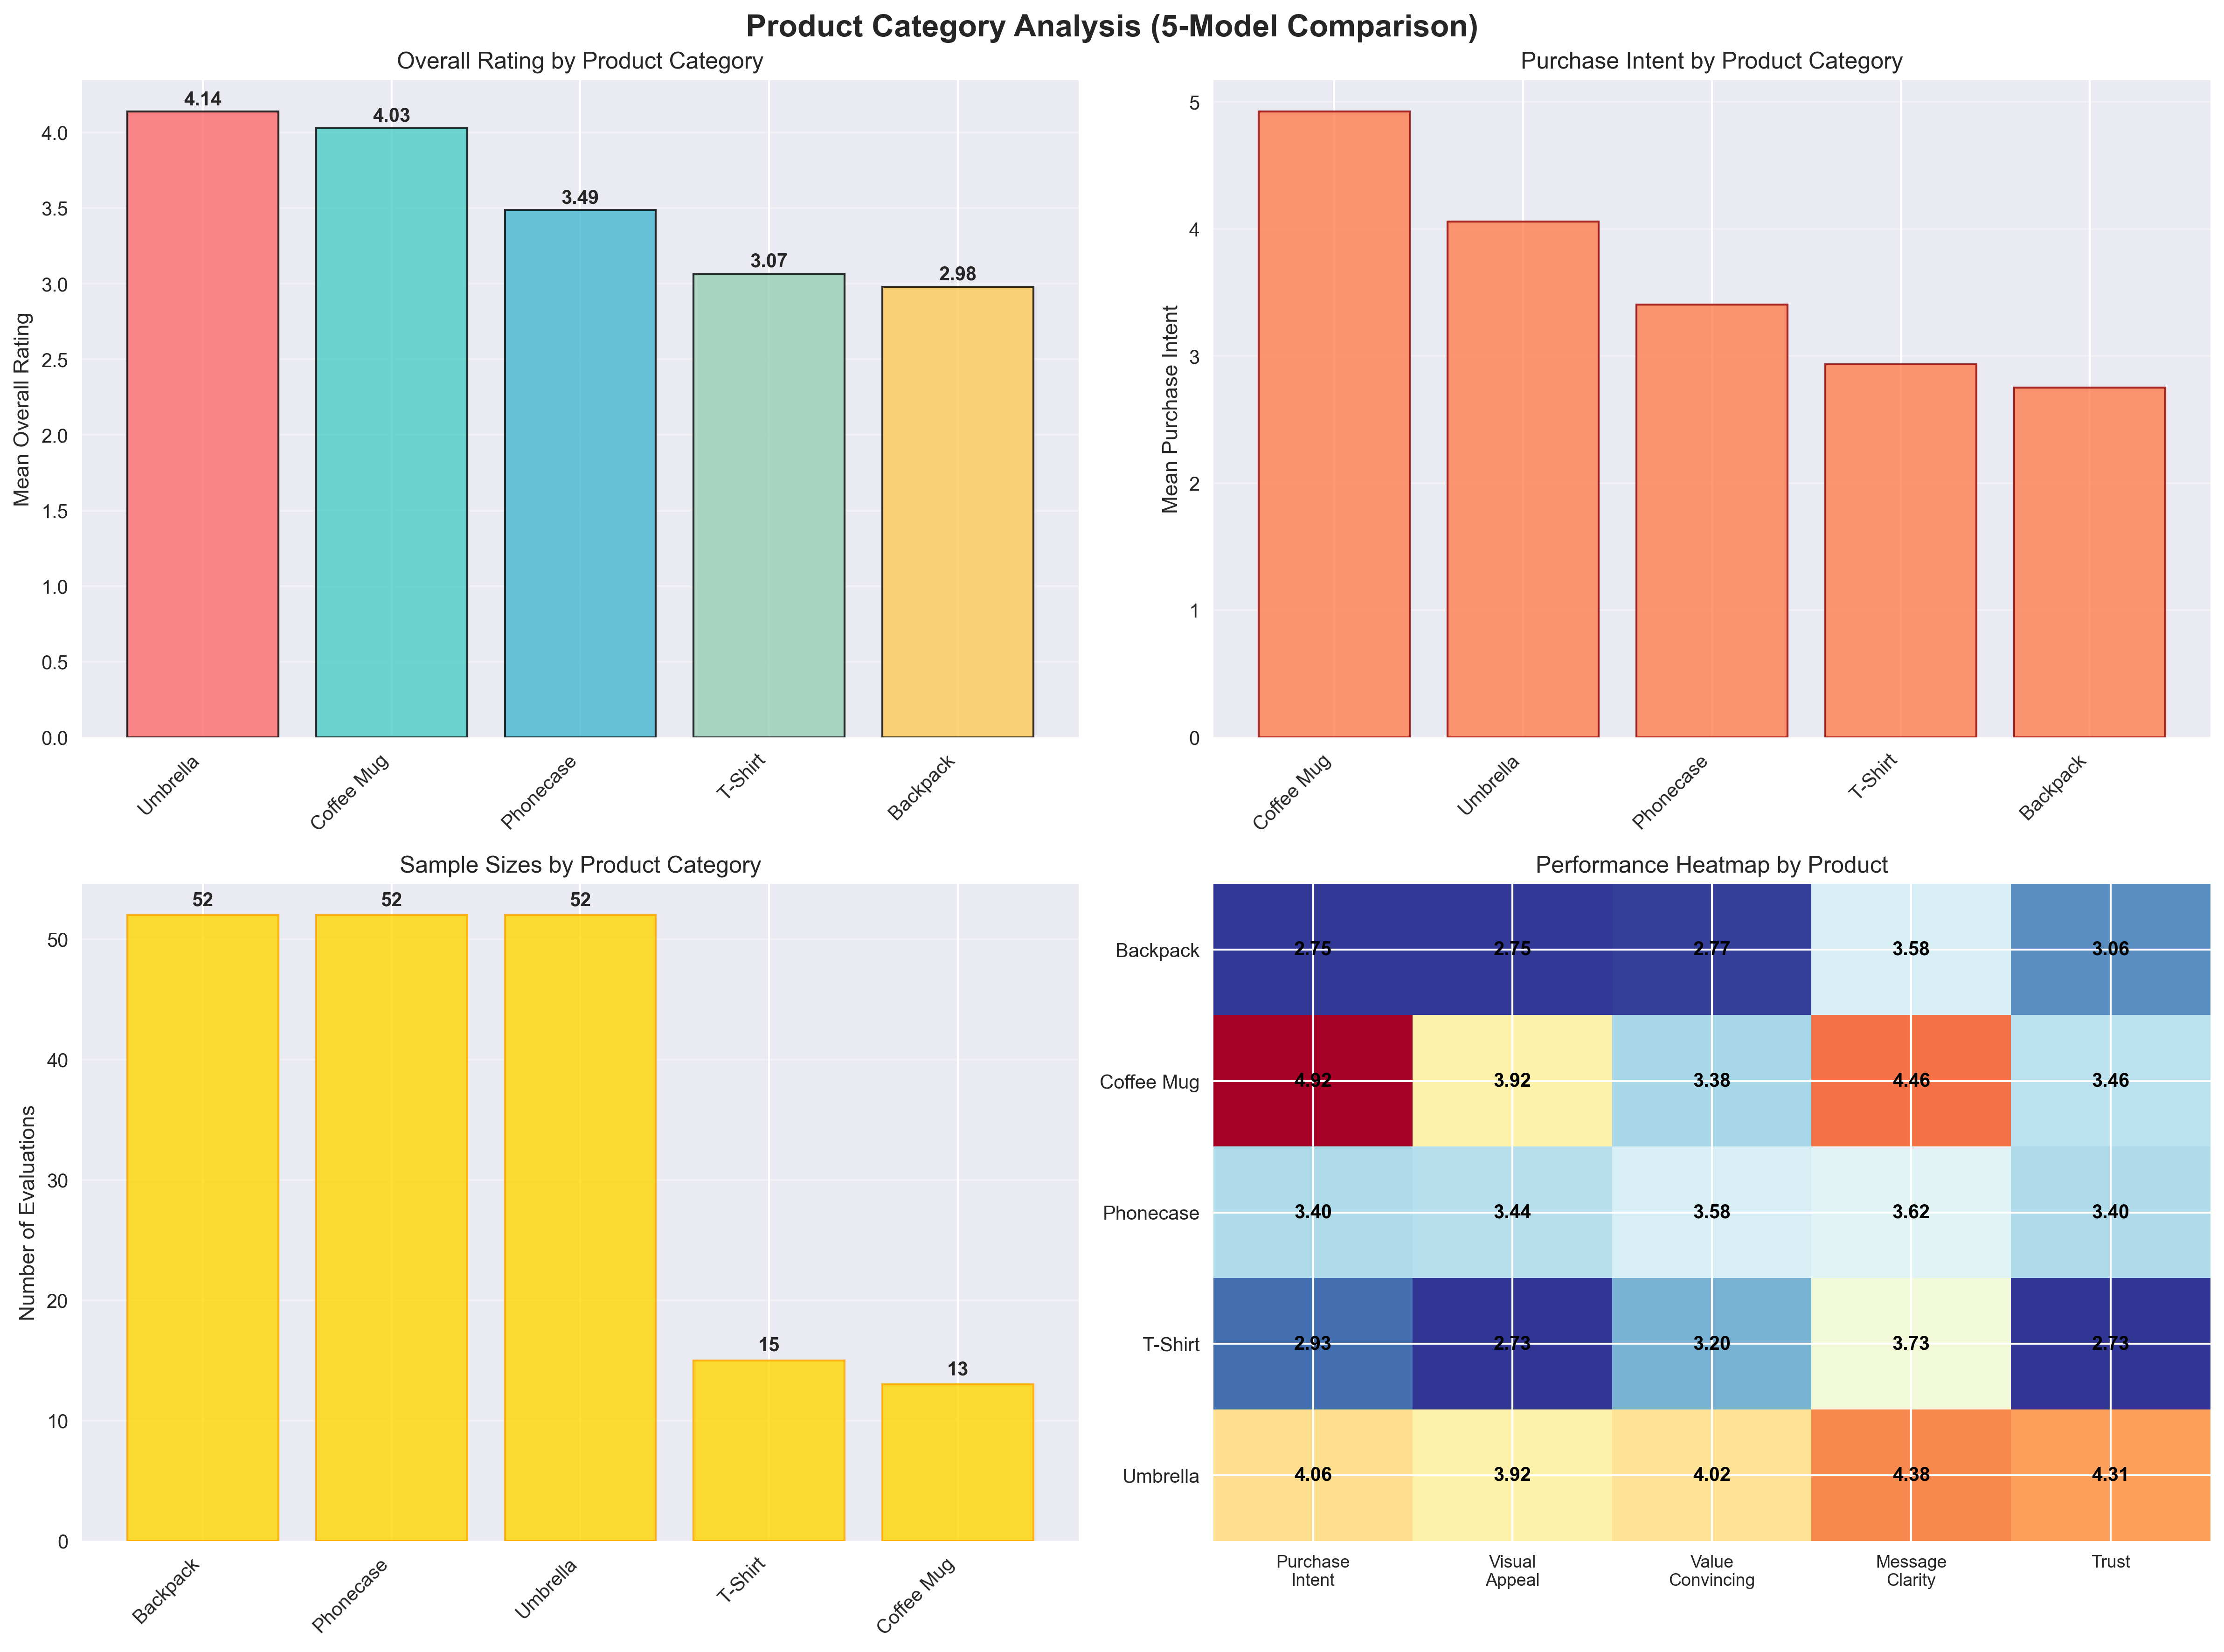 Product Category Analysis (5-Model Comparison)
Overall Rating by Product Category
Mean Overall Rating
4.0
3.5
3.0
2.5
2.0
1.5
1.0
0.5
0.0
4.14
4.03
3.49
3.07
2.98
Umbrella
Coffee Mug
Phonecase
T-Shirt
Backpack
Purchase Intent by Product Category
Mean Purchase Intent
5
4
3
2
1
0
Coffee Mug
Umbrella
Phonecase
T-Shirt
Backpack
Sample Sizes by Product Category
Number of Evaluations
50
40
30
20
10
0
52
52
52
15
13
Backpack
Phonecase
Umbrella
T-Shirt
Coffee Mug
Performance Heatmap by Product
Backpack 2.75 2.75 2.77 3.58 3.06
Coffee Mug 4.92 3.92 3.38 4.46 3.46
Phonecase 3.40 3.44 3.58 3.62 3.40
T-Shirt 2.93 2.73 3.20 3.73 2.73
Umbrella 4.06 3.92 4.02 4.38 4.31
Purchase
Intent
Visual
Appeal
Value
Convincing
Message
Clarity
Trust